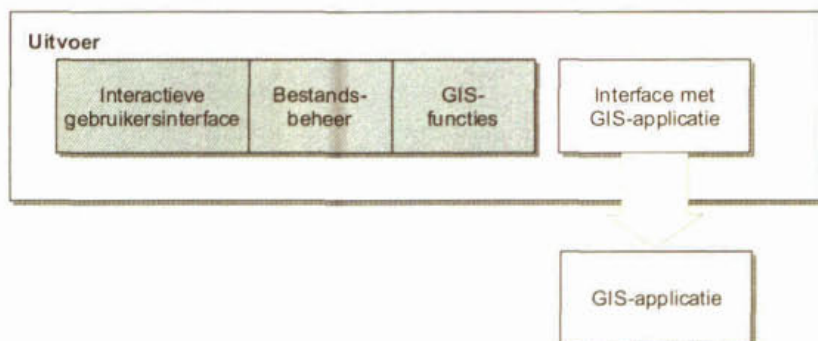 Uitvoer
Interactieve
gebruikersinterface
Bestands-
beheer
GIS-
functies
Interface met
GIS-applicatie
GIS-applicatie